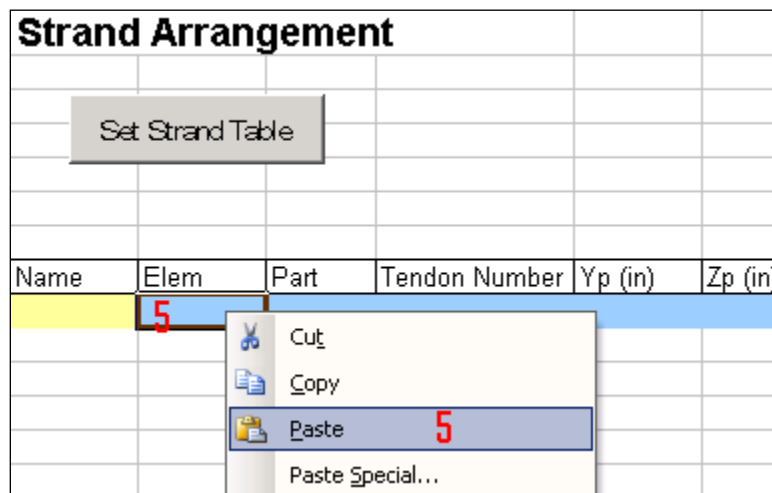 Strand Arrangement
Set Strand Table
Name Elem Part Tendon Number Yp (in) Zp (in)
5
Cut
Copy
Paste 5
Paste Special...